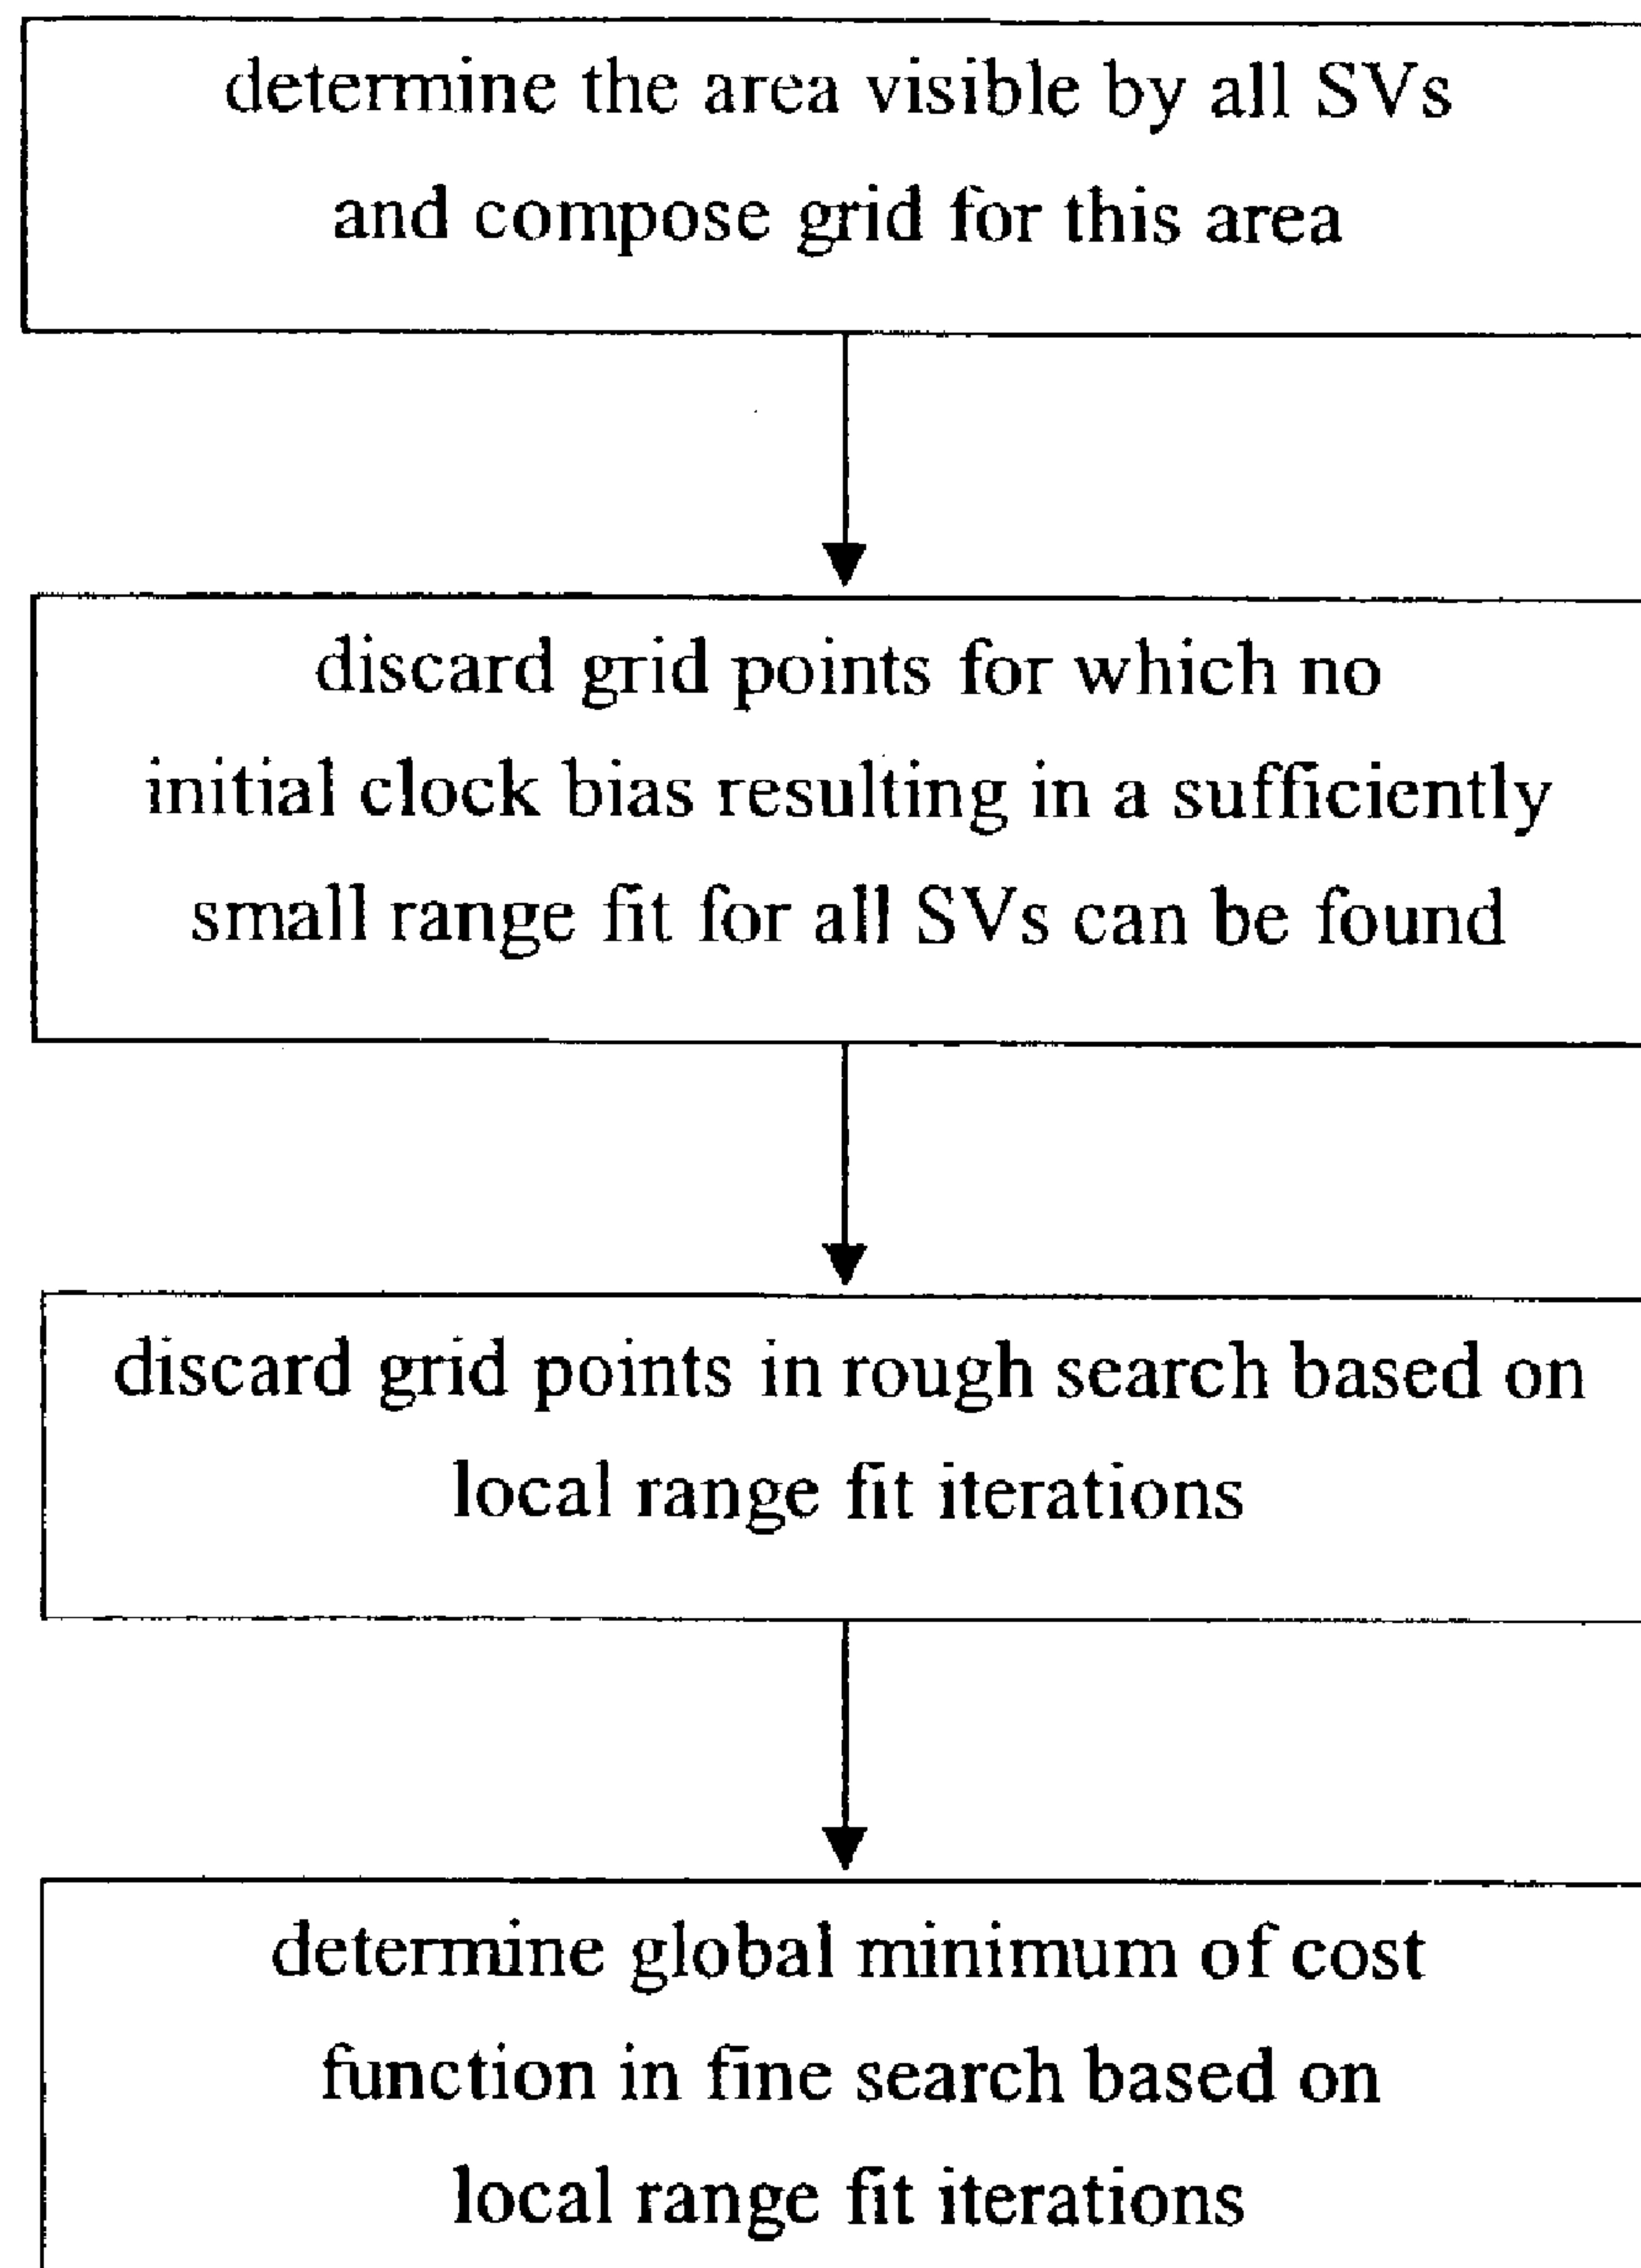 determine the area visible by all SVs
and compose grid for this area
discard grid points for which no
initial clock bias resulting in a sufficiently
small range fit for all SVs can be found
discard grid points in rough search based on
local range fit iterations
determine global minimum of cost
function in fine search based on
local range fit iterations